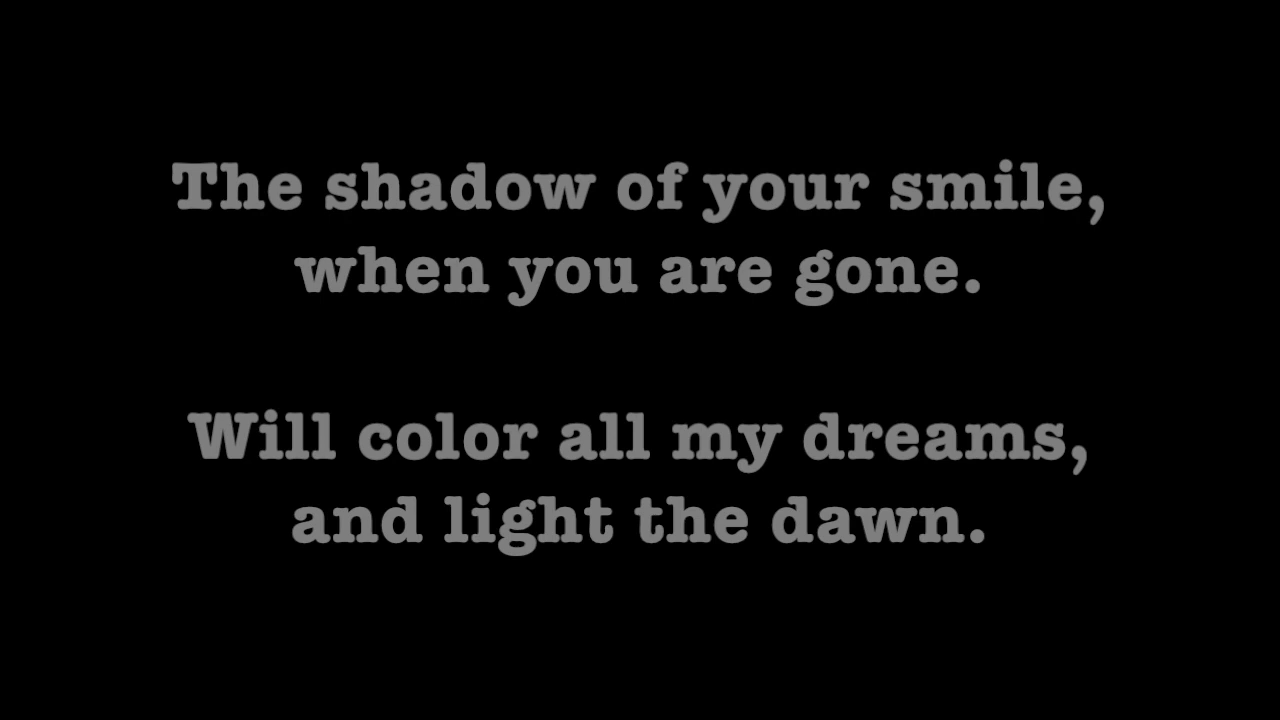 The shadow of your smile,
when you are gone.
Will color all my dreams,
and light the dawn.